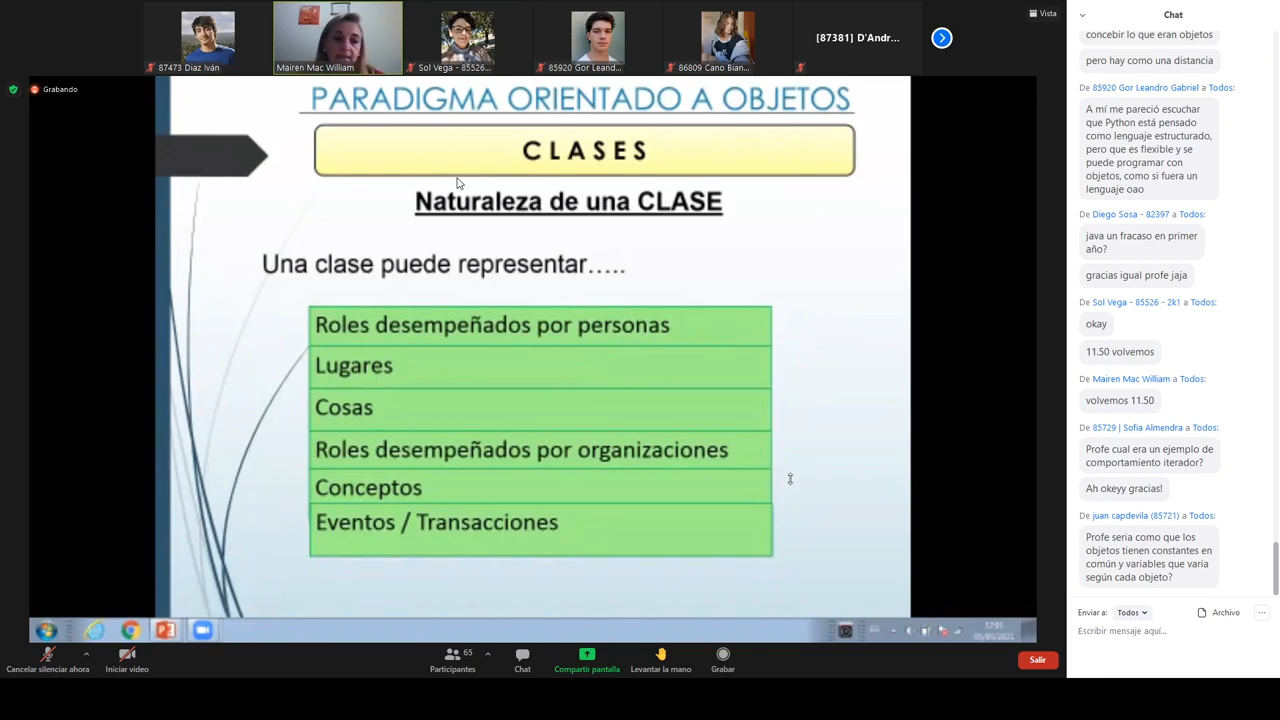 Vista
87473 Diaz Iván
Mairen Mac William
Sol Vega - 85526...
85920 Gor Leand...
86809 Cano Bian...
[87381] D'Andr...
Grabando
PARADIGMA ORIENTADO A OBJETOS
CLASES
Naturaleza de una CLASE
Una clase puede representar…..
Roles desempeñados por personas
Lugares
Cosas
Roles desempeñados por organizaciones
Conceptos
Eventos / Transacciones
12:01
05/05/2021
Cancelar silenciar ahora
Iniciar video
Participantes
65
Chat
Compartir pantalla
Levantar la mano
Grabar
Salir
Chat
concebir lo que eran objetos
pero hay como una distancia
De 85920 Gor Leandro Gabriel a Todos:
A mí me pareció escuchar
que Python está pensado
como lenguaje estructurado,
pero que es flexible y se
puede programar con
objetos, como si fuera un
lenguaje oao
De Diego Sosa - 82397 a Todos:
java un fracaso en primer
año?
gracias igual profe jaja
De Sol Vega - 85526 - 2k1 a Todos:
okay
11.50 volvemos
De Mairen Mac William a Todos:
volvemos 11.50
De 85729 | Sofia Almendra a Todos:
Profe cual era un ejemplo de
comportamiento iterador?
Ah okeyy gracias!
De juan capdevila (85721) a Todos:
Profe seria como que los
objetos tienen constantes en
común y variables que varia
según cada objeto?
Enviar a: Todos
Archivo
...
Escribir mensaje aquí...